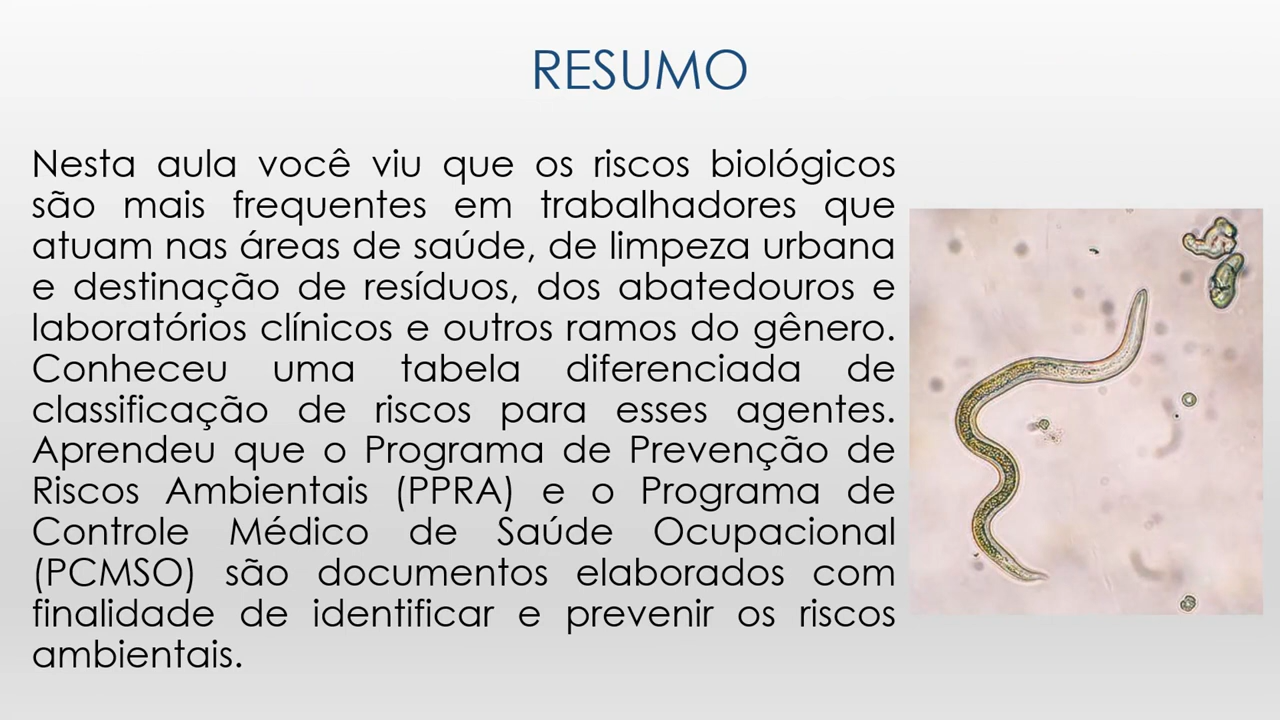 RESUMO
Nesta aula você viu que os riscos biológicos
são mais frequentes em trabalhadores que
atuam nas áreas de saúde, de limpeza urbana
e destinação de resíduos, dos abatedouros e
laboratórios clínicos e outros ramos do gênero.
Conheceu uma tabela diferenciada de
classificação de riscos para esses agentes.
Aprendeu que o Programa de Prevenção de
Riscos Ambientais (PPRA) e o Programa de
Controle Médico de Saúde Ocupacional
(PCMSO) são documentos elaborados com
finalidade de identificar e prevenir os riscos
ambientais.